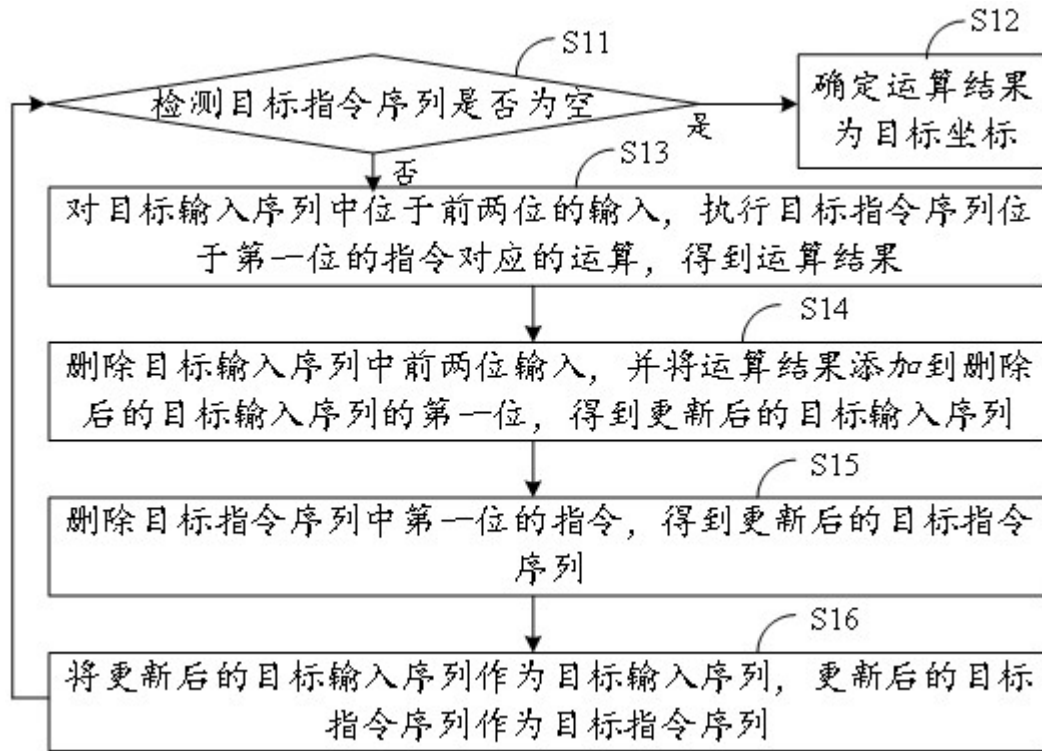 S11
检测目标指令序列是否为空
是
否
S12
确定运算结果
为目标坐标
S13
对目标输入序列中位于前两位的输入，执行目标指令序列位
于第一位的指令对应的运算，得到运算结果
S14
删除目标输入序列中前两位输入，并将运算结果添加到删除
后的目标输入序列的第一位，得到更新后的目标输入序列
S15
删除目标指令序列中第一位的指令，得到更新后的目标指令
序列
S16
将更新后的目标输入序列作为目标输入序列，更新后的目标
指令序列作为目标指令序列